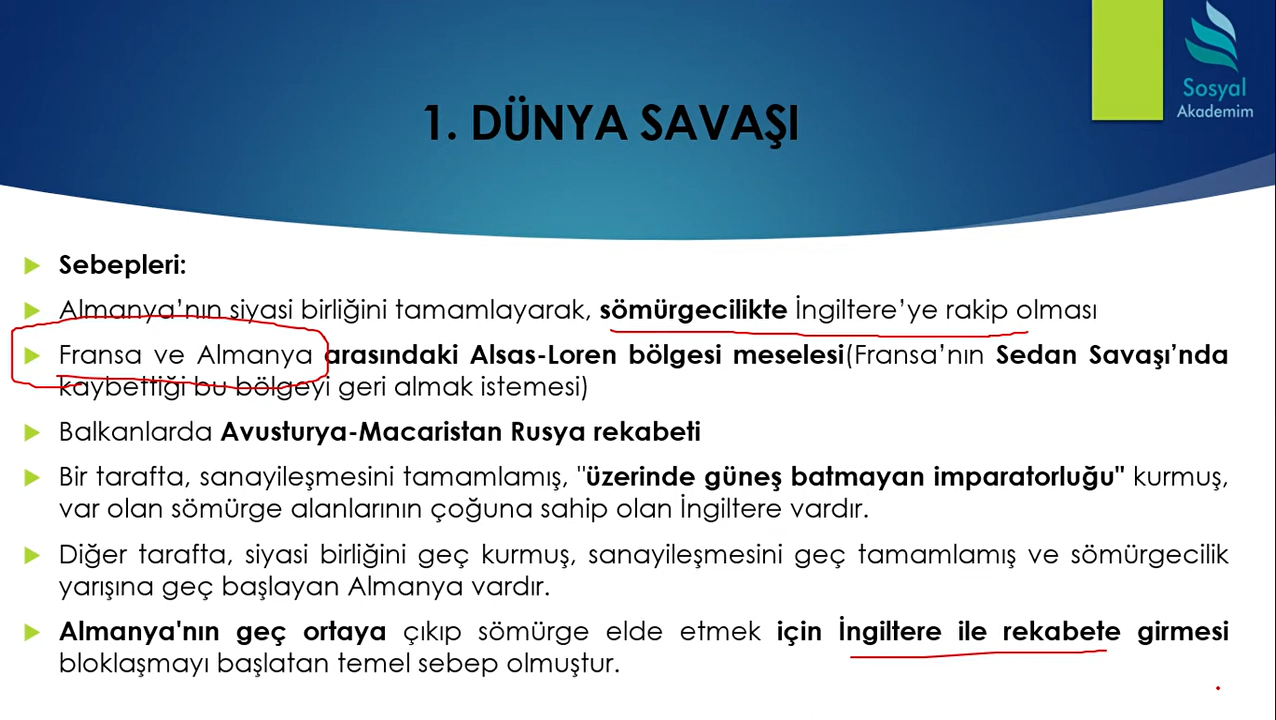 Sosyal
Akademim
1. DÜNYA SAVAŞI
Sebepleri:
Almanya’nın siyasi birliğini tamamlayarak, sömürgecilikte İngiltere’ye rakip olması
Fransa ve Almanya arasındaki Alsas-Loren bölgesi meselesi(Fransa’nın Sedan Savaşı’nda
kaybettiği bu bölgeyi geri almak istemesi)
Balkanlarda Avusturya-Macaristan Rusya rekabeti
Bir tarafta, sanayileşmesini tamamlamış, "üzerinde güneş batmayan imparatorluğu" kurmuş,
var olan sömürge alanlarının çoğuna sahip olan İngiltere vardır.
Diğer tarafta, siyasi birliğini geç kurmuş, sanayileşmesini geç tamamlamış ve sömürgecilik
yarışına geç başlayan Almanya vardır.
Almanya'nın geç ortaya çıkıp sömürge elde etmek için İngiltere ile rekabete girmesi
bloklaşmayı başlatan temel sebep olmuştur.